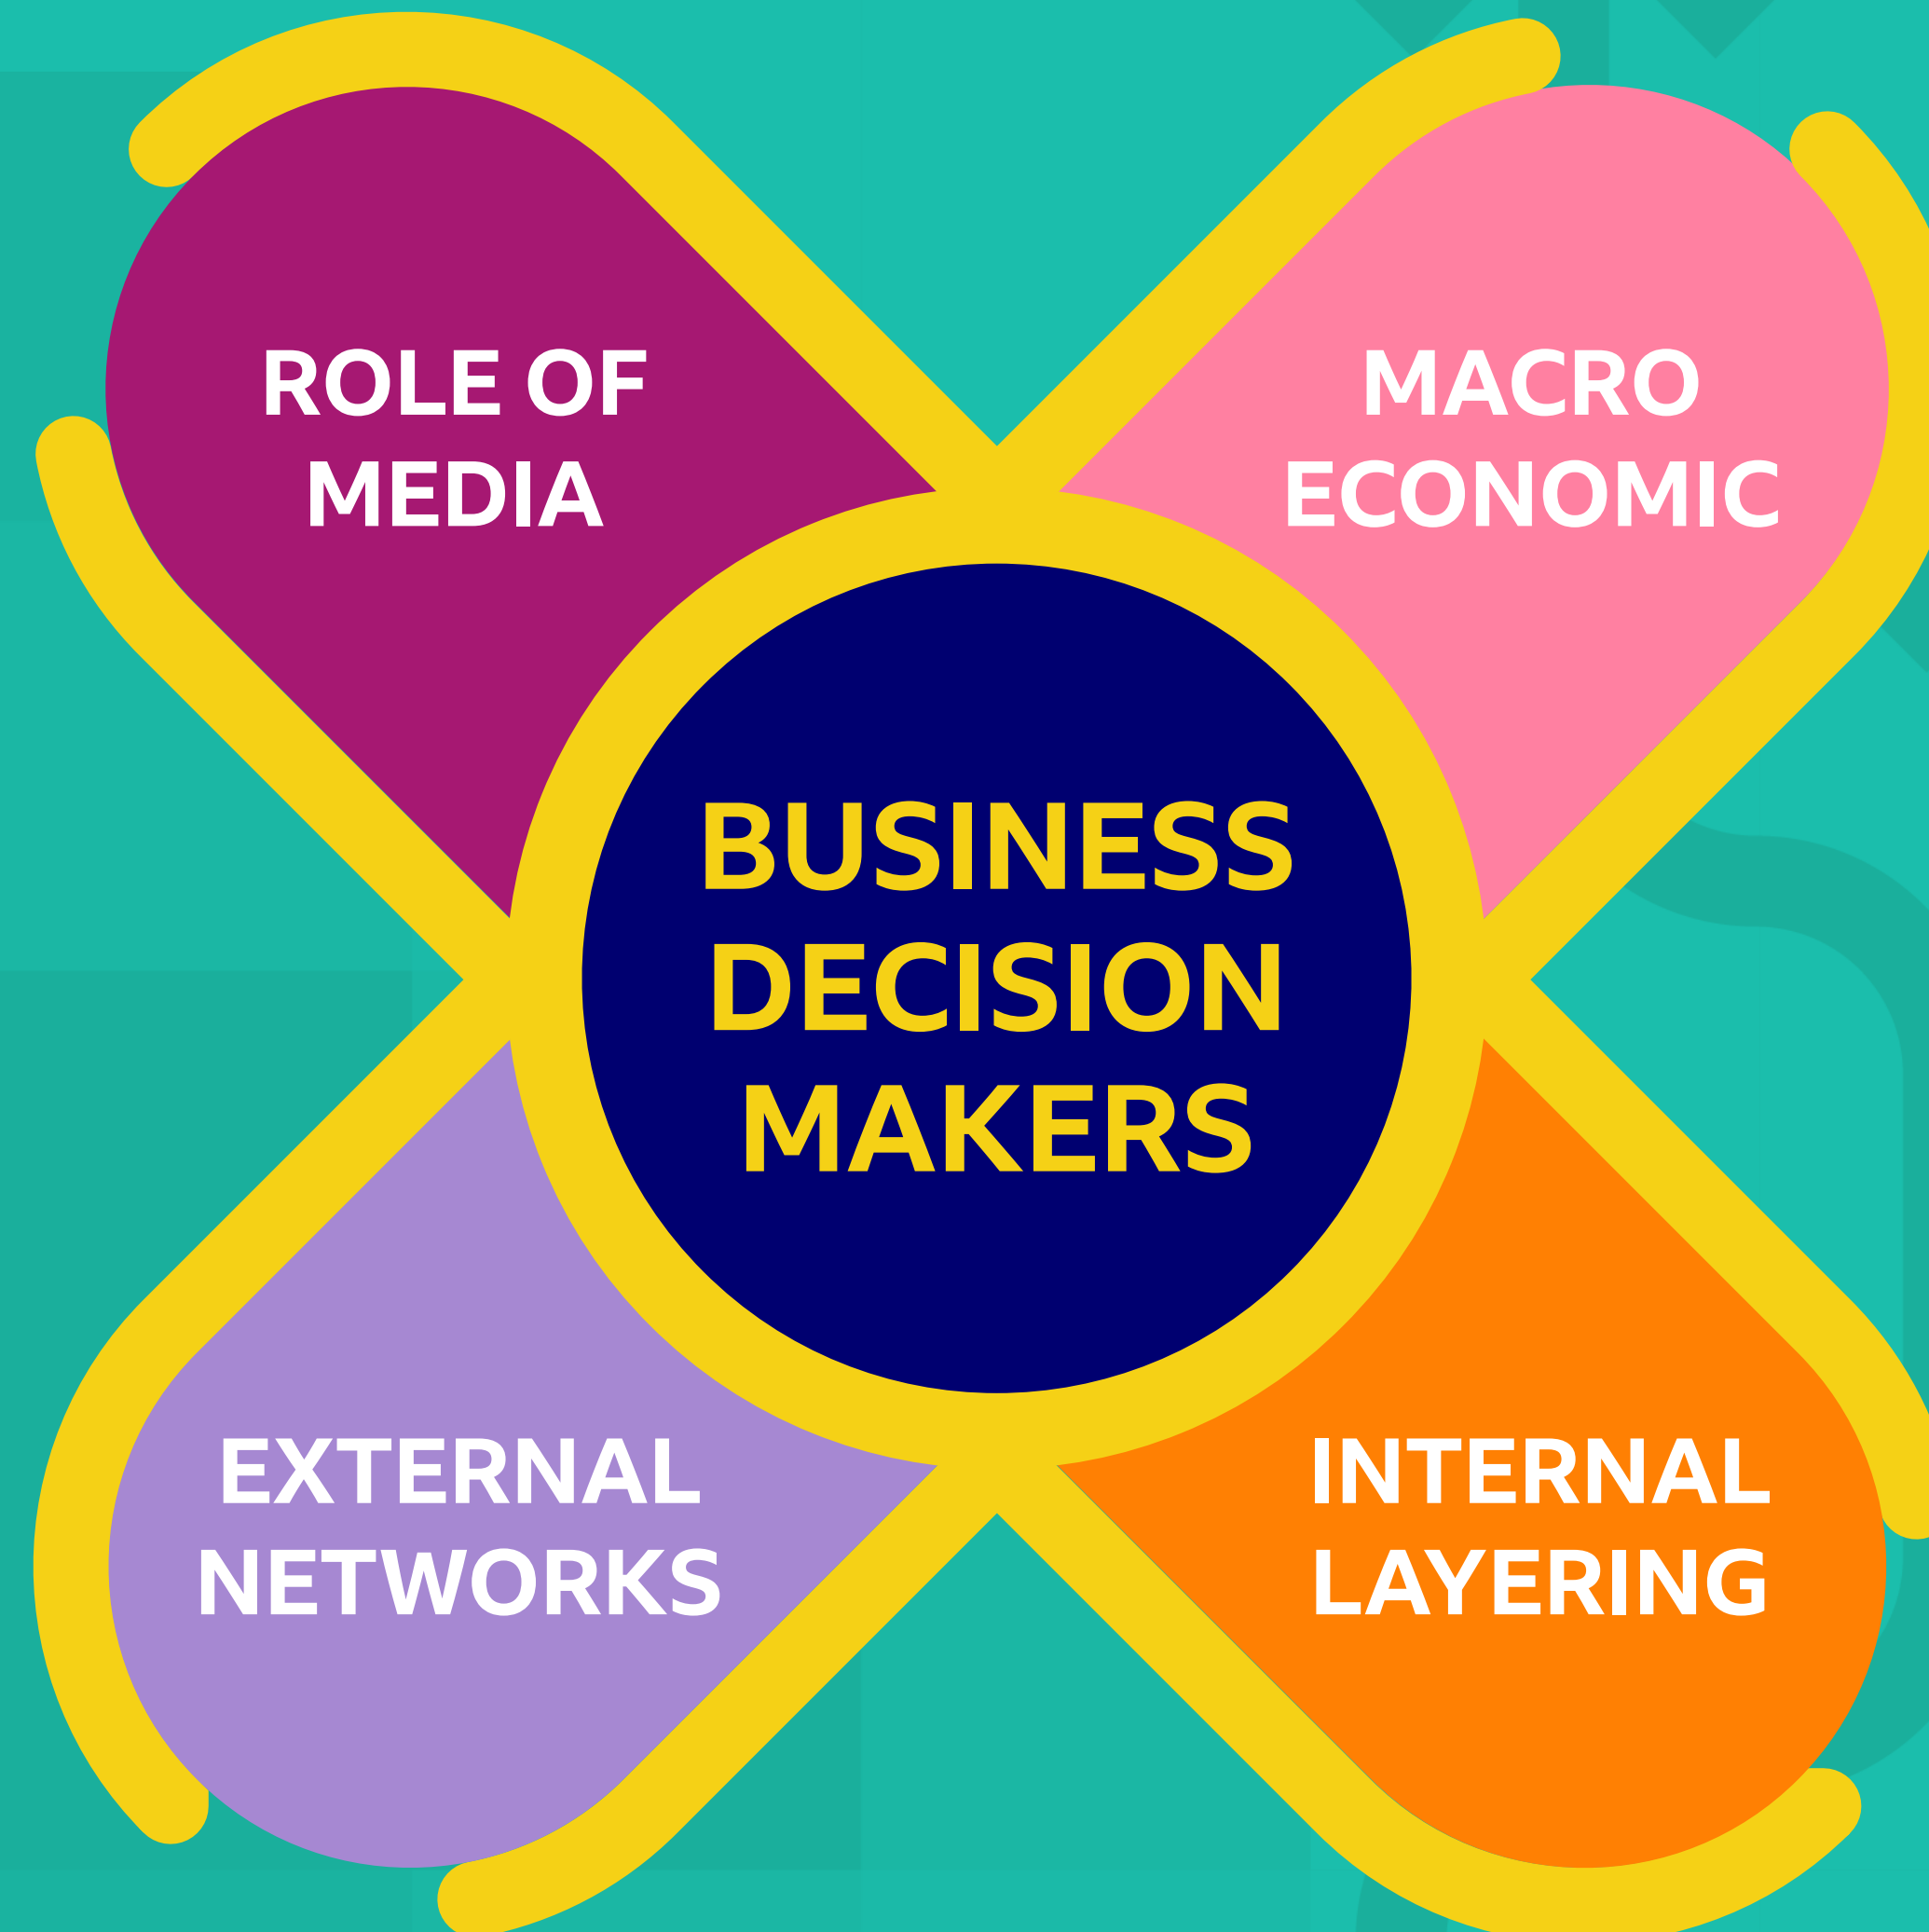 ROLE OF
MEDIA
MACRO
ECONOMIC
BUSINESS
DECISION
MAKERS
EXTERNAL
NETWORKS
INTERNAL
LAYERING